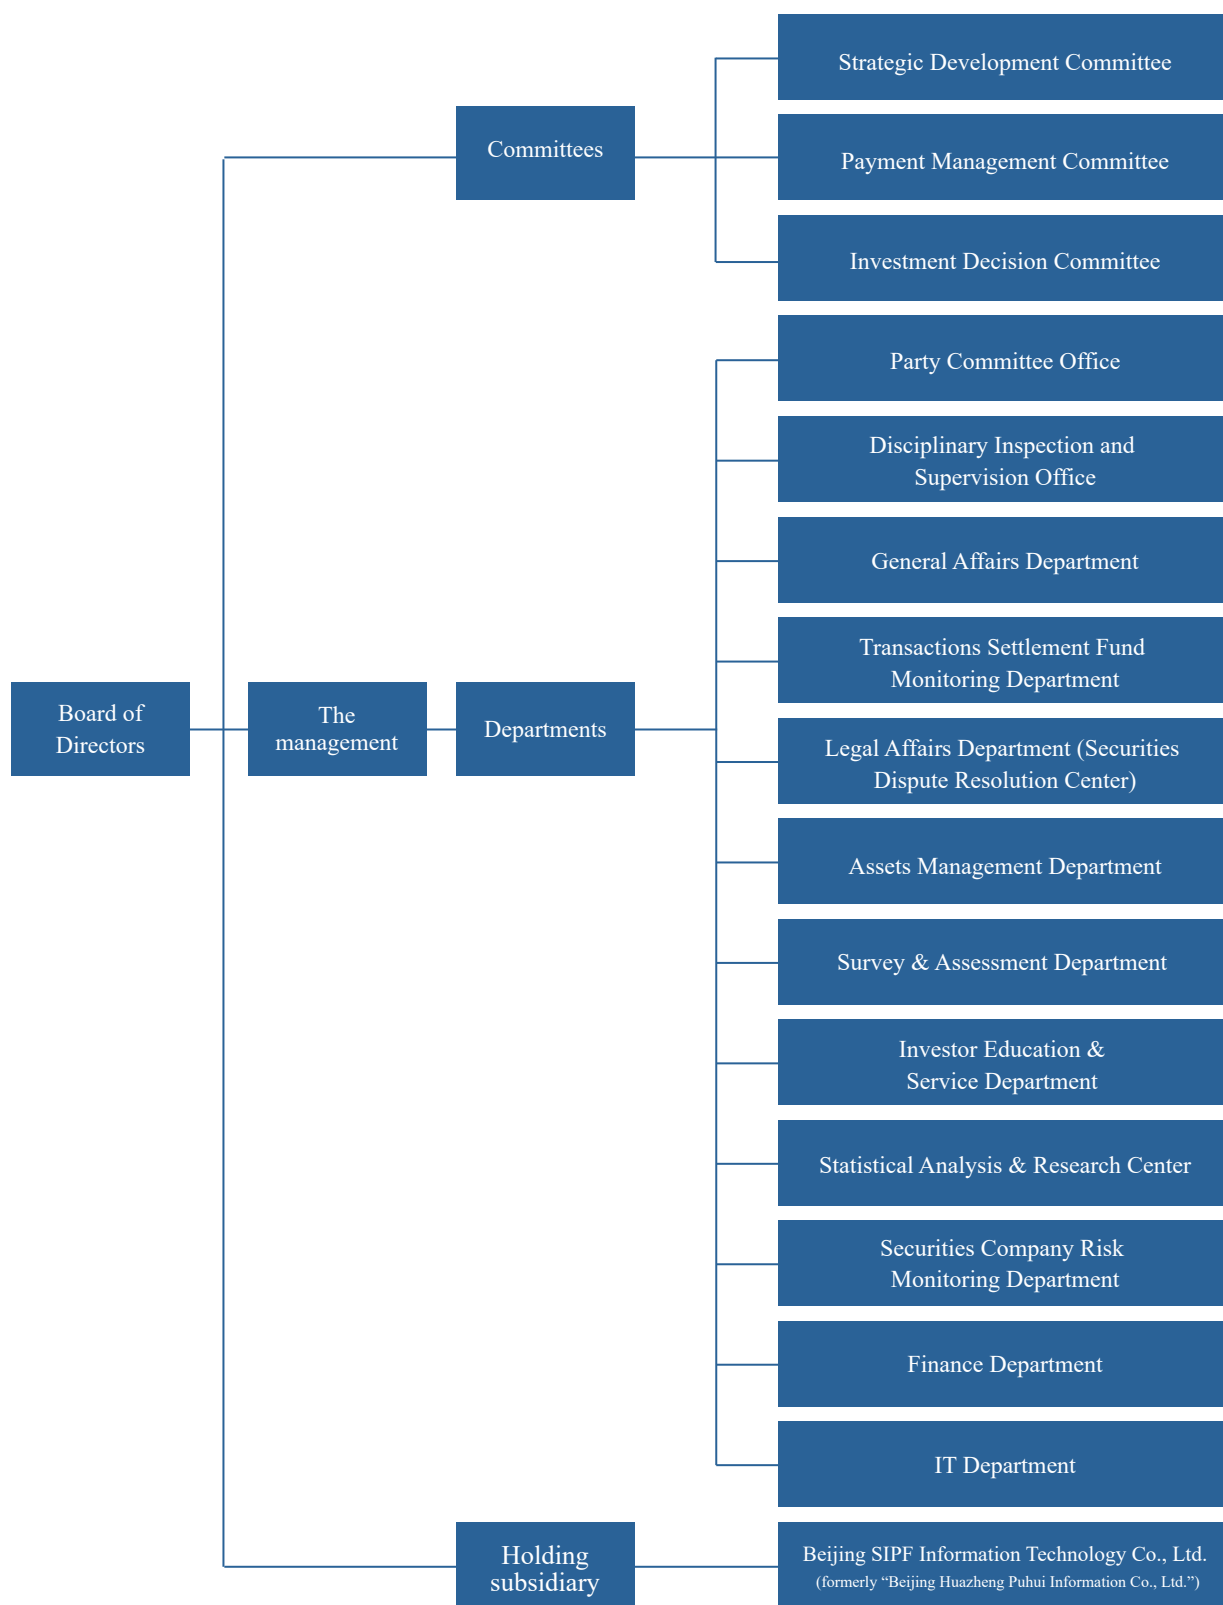 Strategic Development Committee
Committees
Payment Management Committee
Investment Decision Committee
Party Committee Office
Disciplinary Inspection and
Supervision Office
General Affairs Department
Transactions Settlement Fund
Monitoring Department
Board of
Directors
The
management
Departments
Legal Affairs Department (Securities
Dispute Resolution Center)
Assets Management Department
Survey & Assessment Department
Investor Education &
Service Department
Statistical Analysis & Research Center
Securities Company Risk
Monitoring Department
Finance Department
IT Department
Holding
subsidiary
Beijing SIPF Information Technology Co., Ltd.
(formerly “Beijing Huazheng Puhui Information Co., Ltd.”)